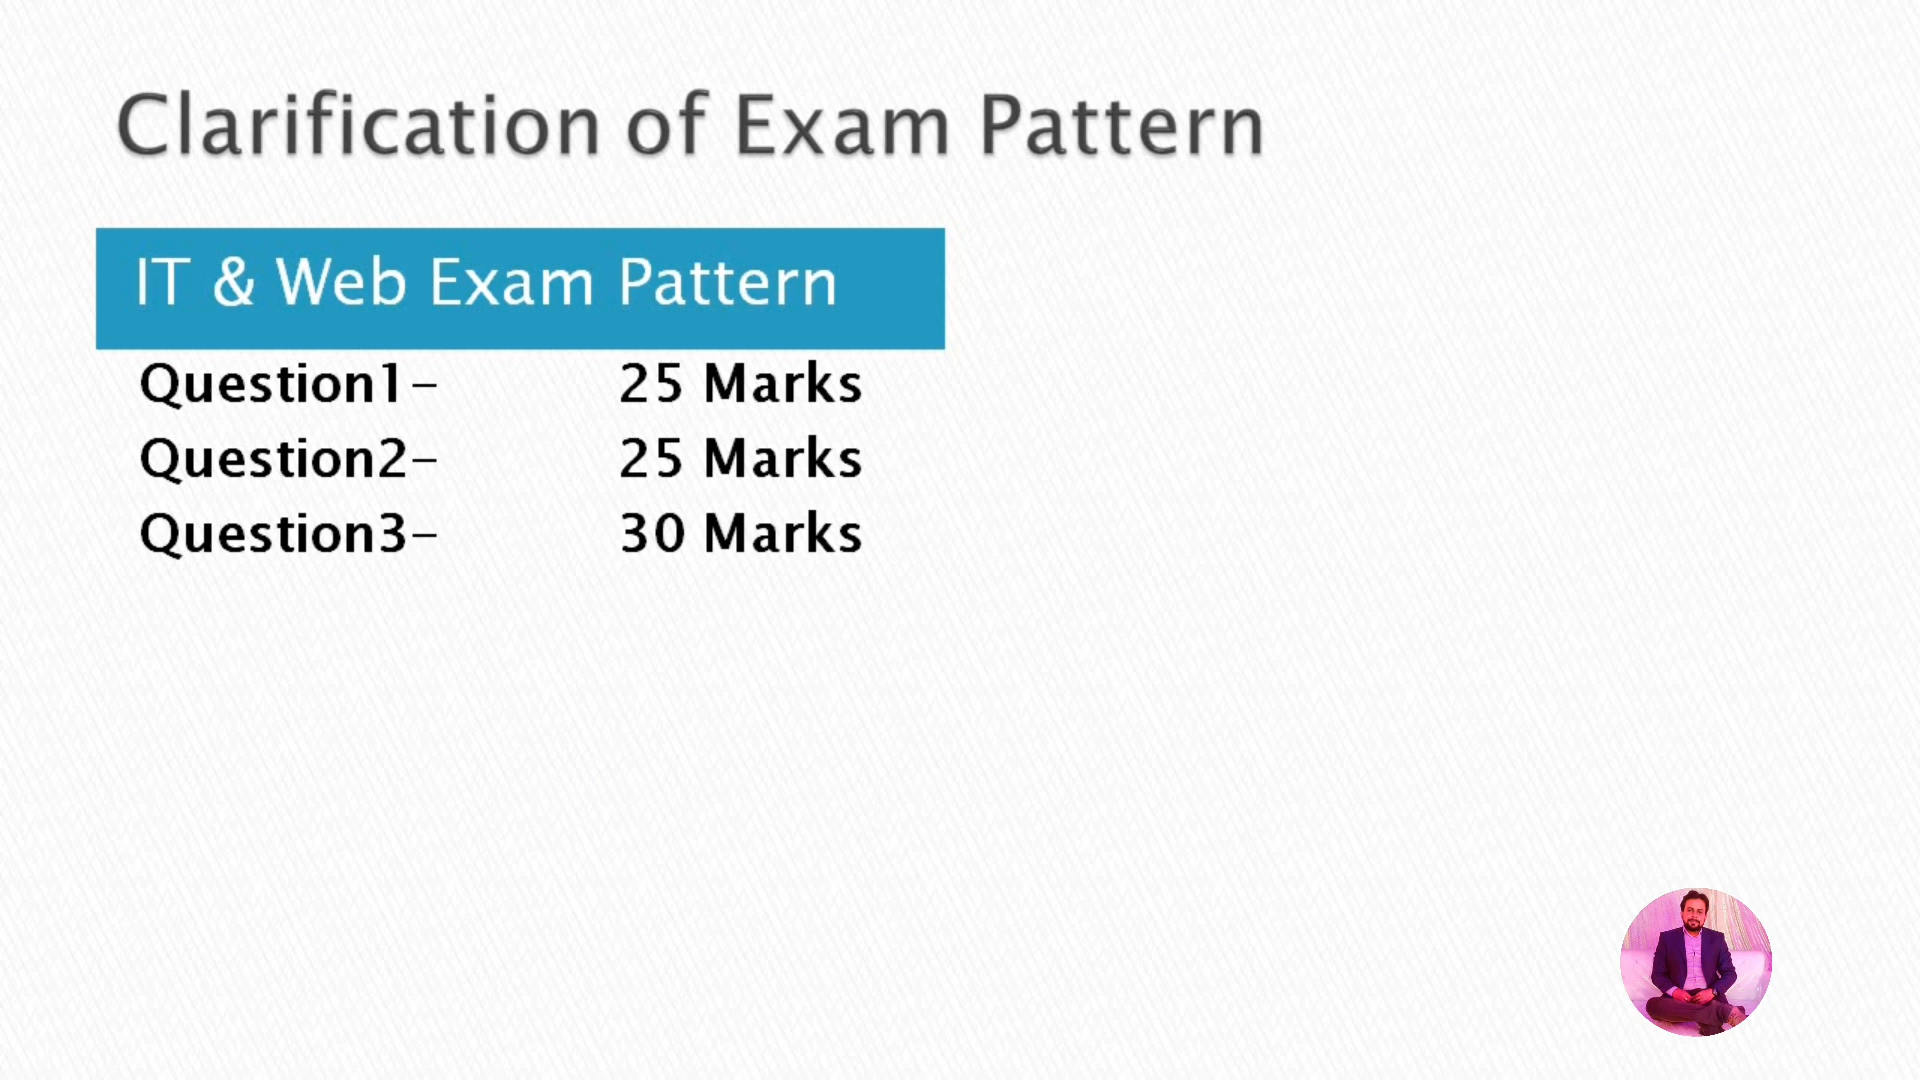 Clarification of Exam Pattern
IT & Web Exam Pattern
Question1- 25 Marks
Question2- 25 Marks
Question3- 30 Marks